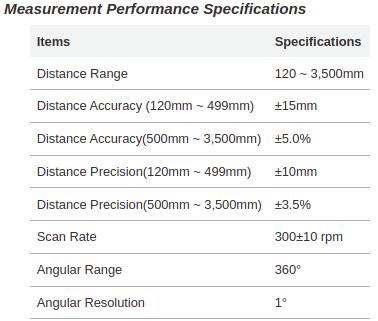 Measurement Performance Specifications
Items Specifications
Distance Range 120 ~ 3,500mm
Distance Accuracy (120mm ~ 499mm) ±15mm
Distance Accuracy(500mm ~ 3,500mm) ±5.0%
Distance Precision(120mm ~ 499mm) ±10mm
Distance Precision(500mm ~ 3,500mm) ±3.5%
Scan Rate 300±10 rpm
Angular Range 360°
Angular Resolution 1°